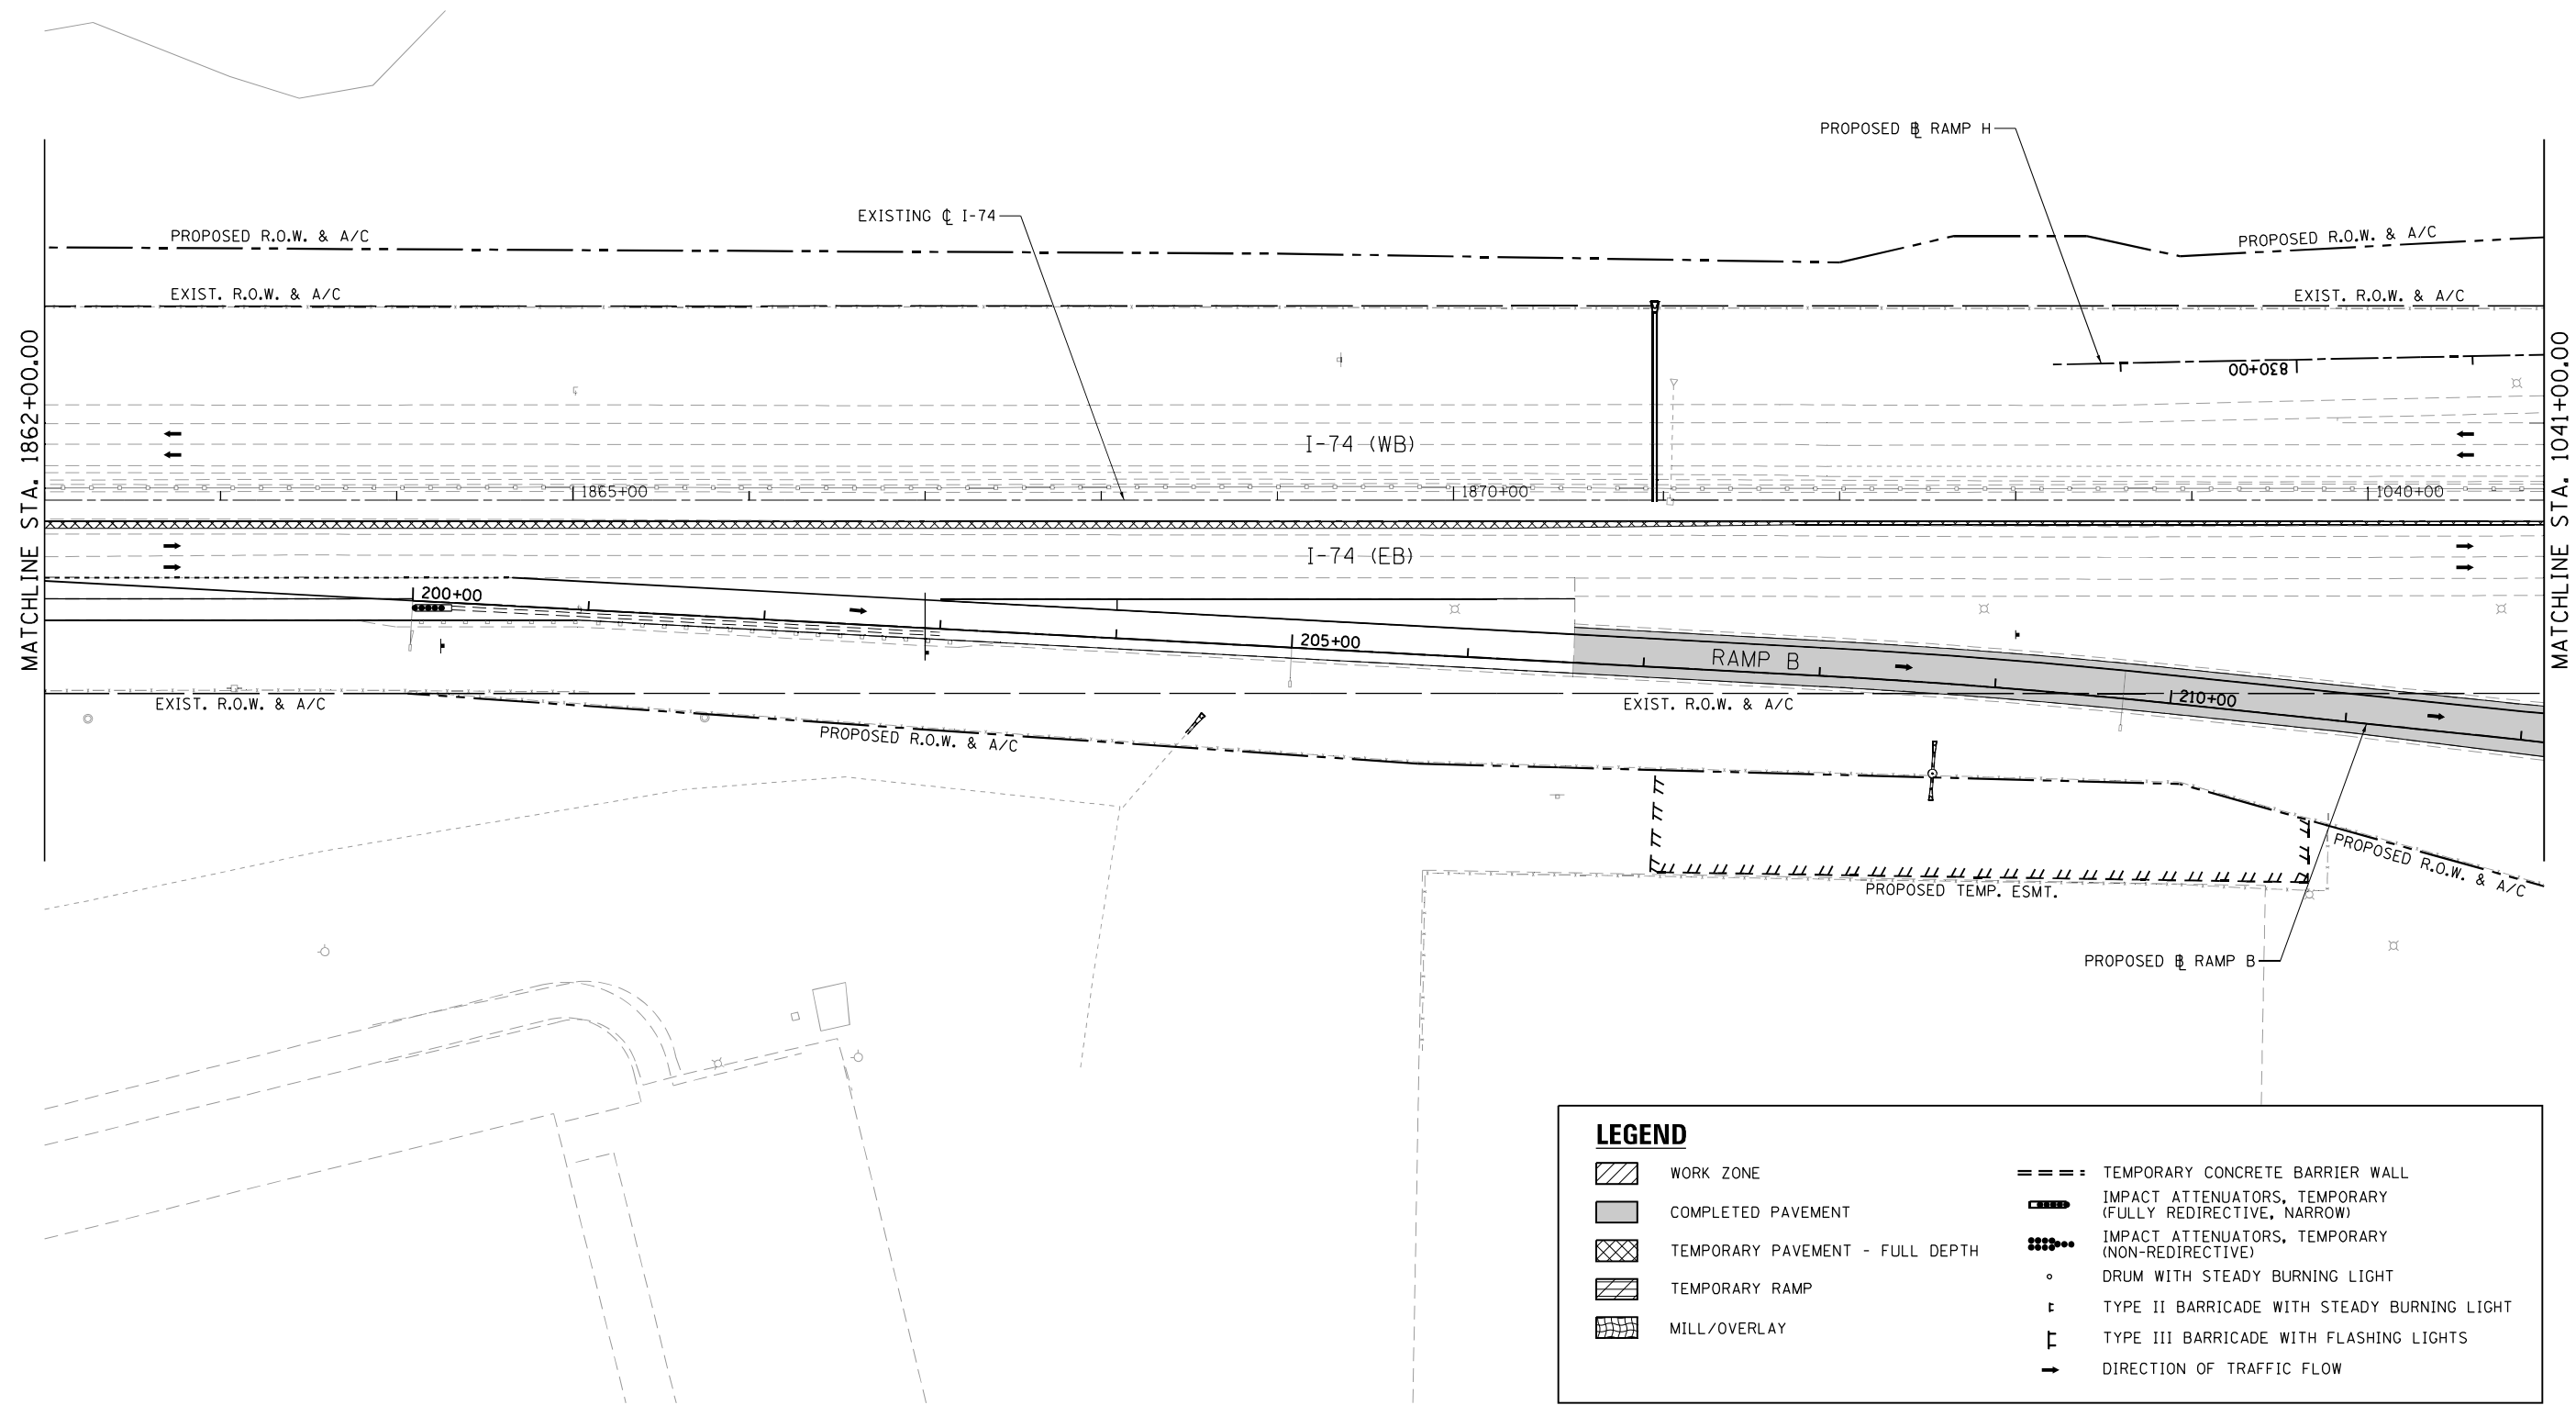 PROPOSED ⅊ RAMP H
EXISTING ℄ I-74
PROPOSED R.O.W. & A/C
PROPOSED R.O.W. & A/C
EXIST. R.O.W. & A/C
EXIST. R.O.W. & A/C
MATCHLINE STA. 1862+00.00
MATCHLINE STA. 1041+00.00
830+00
I-74 (WB)
1865+00
1870+00
1040+00
I-74 (EB)
200+00
205+00
RAMP B
210+00
EXIST. R.O.W. & A/C
EXIST. R.O.W. & A/C
PROPOSED R.O.W. & A/C
PROPOSED R.O.W. & A/C
PROPOSED TEMP. ESMT.
PROPOSED ⅊ RAMP B
LEGEND
WORK ZONE
COMPLETED PAVEMENT
TEMPORARY PAVEMENT - FULL DEPTH
TEMPORARY RAMP
MILL/OVERLAY
TEMPORARY CONCRETE BARRIER WALL
IMPACT ATTENUATORS, TEMPORARY
(FULLY REDIRECTIVE, NARROW)
IMPACT ATTENUATORS, TEMPORARY
(NON-REDIRECTIVE)
DRUM WITH STEADY BURNING LIGHT
TYPE II BARRICADE WITH STEADY BURNING LIGHT
TYPE III BARRICADE WITH FLASHING LIGHTS
DIRECTION OF TRAFFIC FLOW